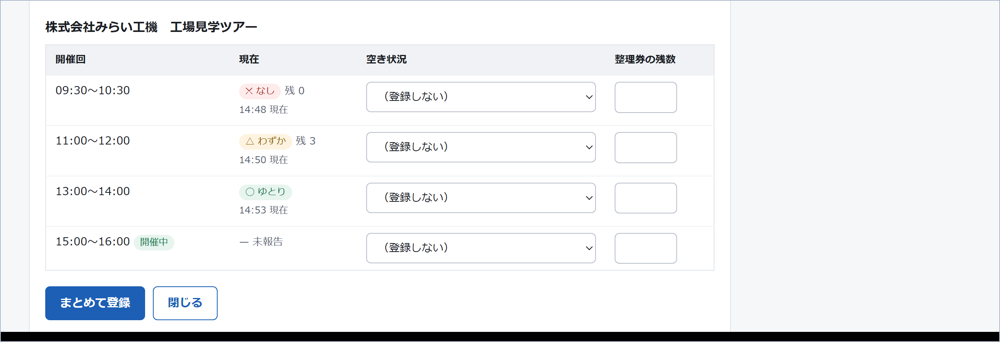 株式会社みらい工機　工場見学ツアー
開催回 現在 空き状況 整理券の残数
09:30～10:30 × なし 残 0 （登録しない）
14:48 現在
11:00～12:00 △ わずか 残 3 （登録しない）
14:50 現在
13:00～14:00 ○ ゆとり （登録しない）
14:53 現在
15:00～16:00 開催中 — 未報告 （登録しない）
まとめて登録 閉じる